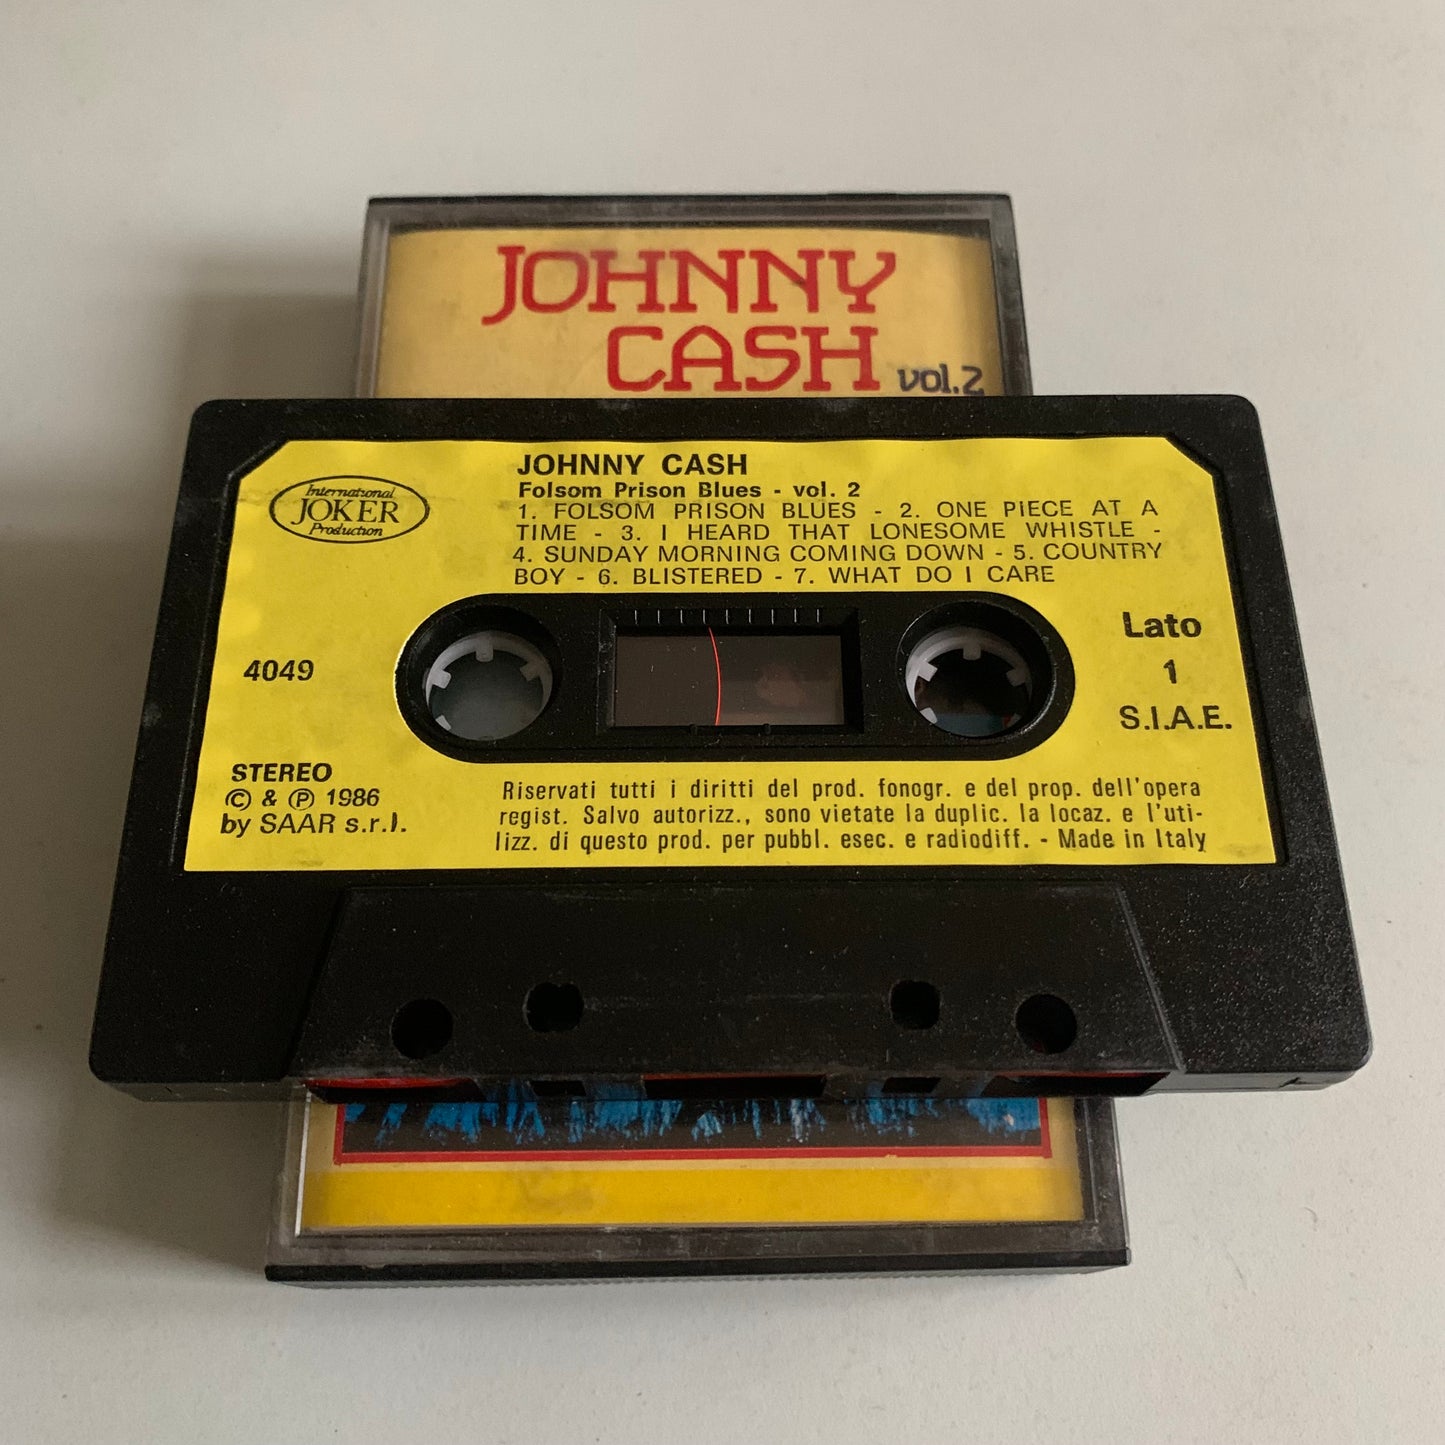 JOHNNY
CASH vol.2
International
JOKER
Production
JOHNNY CASH
Folsom Prison Blues - vol. 2
1. FOLSOM PRISON BLUES - 2. ONE PIECE AT A
TIME - 3. I HEARD THAT LONESOME WHISTLE -
4. SUNDAY MORNING COMING DOWN - 5. COUNTRY
BOY - 6. BLISTERED - 7. WHAT DO I CARE
4049
Lato
1
S.I.A.E.
STEREO
© & ℗ 1986
by SAAR s.r.l.
Riservati tutti i diritti del prod. fonogr. e del prop. dell'opera
regist. Salvo autorizz., sono vietate la duplic. la locaz. e l'uti-
lizz. di questo prod. per pubbl. esec. e radiodiff. - Made in Italy